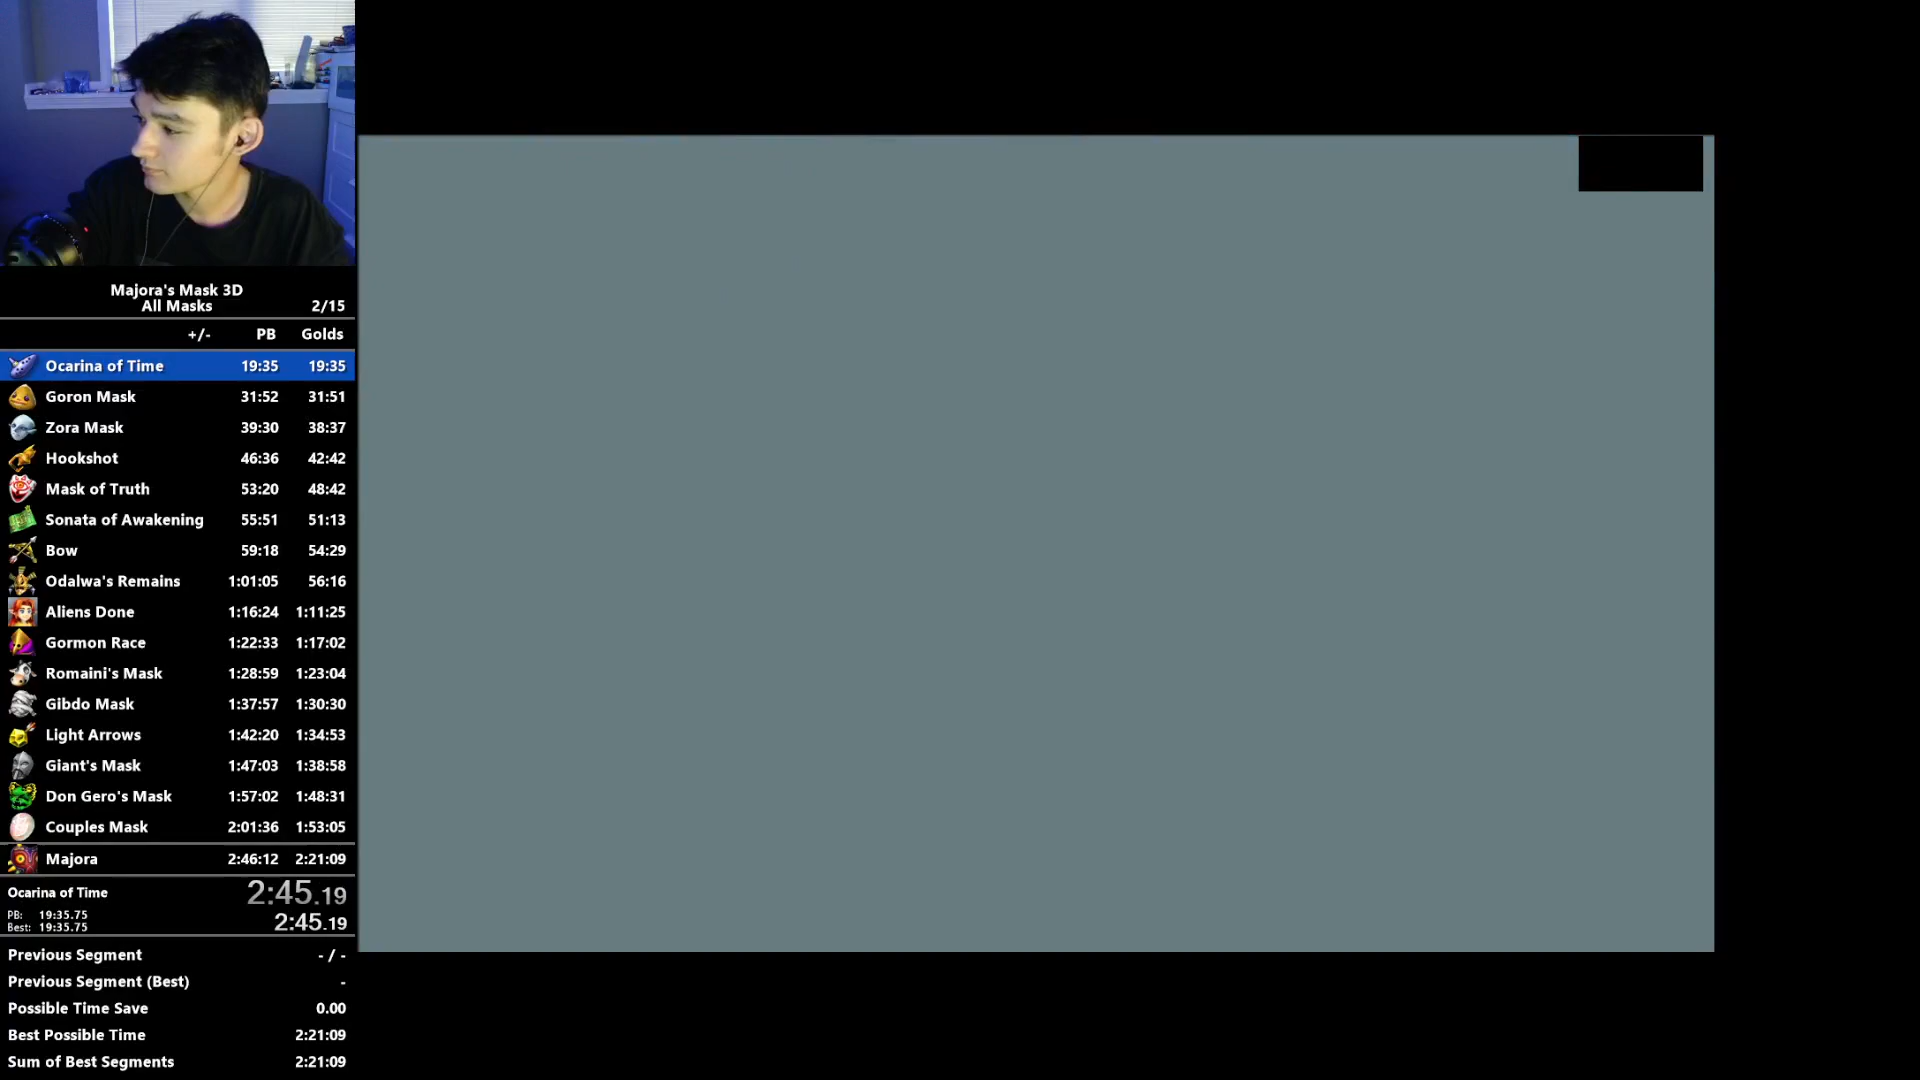 Majora's Mask 3D
All Masks 2/15
+/- PB Golds
Ocarina of Time 19:35 19:35
Goron Mask 31:52 31:51
Zora Mask 39:30 38:37
Hookshot 46:36 42:42
Mask of Truth 53:20 48:42
Sonata of Awakening 55:51 51:13
Bow 59:18 54:29
Odalwa's Remains 1:01:05 56:16
Aliens Done 1:16:24 1:11:25
Gormon Race 1:22:33 1:17:02
Romaini's Mask 1:28:59 1:23:04
Gibdo Mask 1:37:57 1:30:30
Light Arrows 1:42:20 1:34:53
Giant's Mask 1:47:03 1:38:58
Don Gero's Mask 1:57:02 1:48:31
Couples Mask 2:01:36 1:53:05
Majora 2:46:12 2:21:09
Ocarina of Time 2:45.19
PB: 19:35.75
Best: 19:35.75 2:45.19
Previous Segment - / -
Previous Segment (Best) -
Possible Time Save 0.00
Best Possible Time 2:21:09
Sum of Best Segments 2:21:09